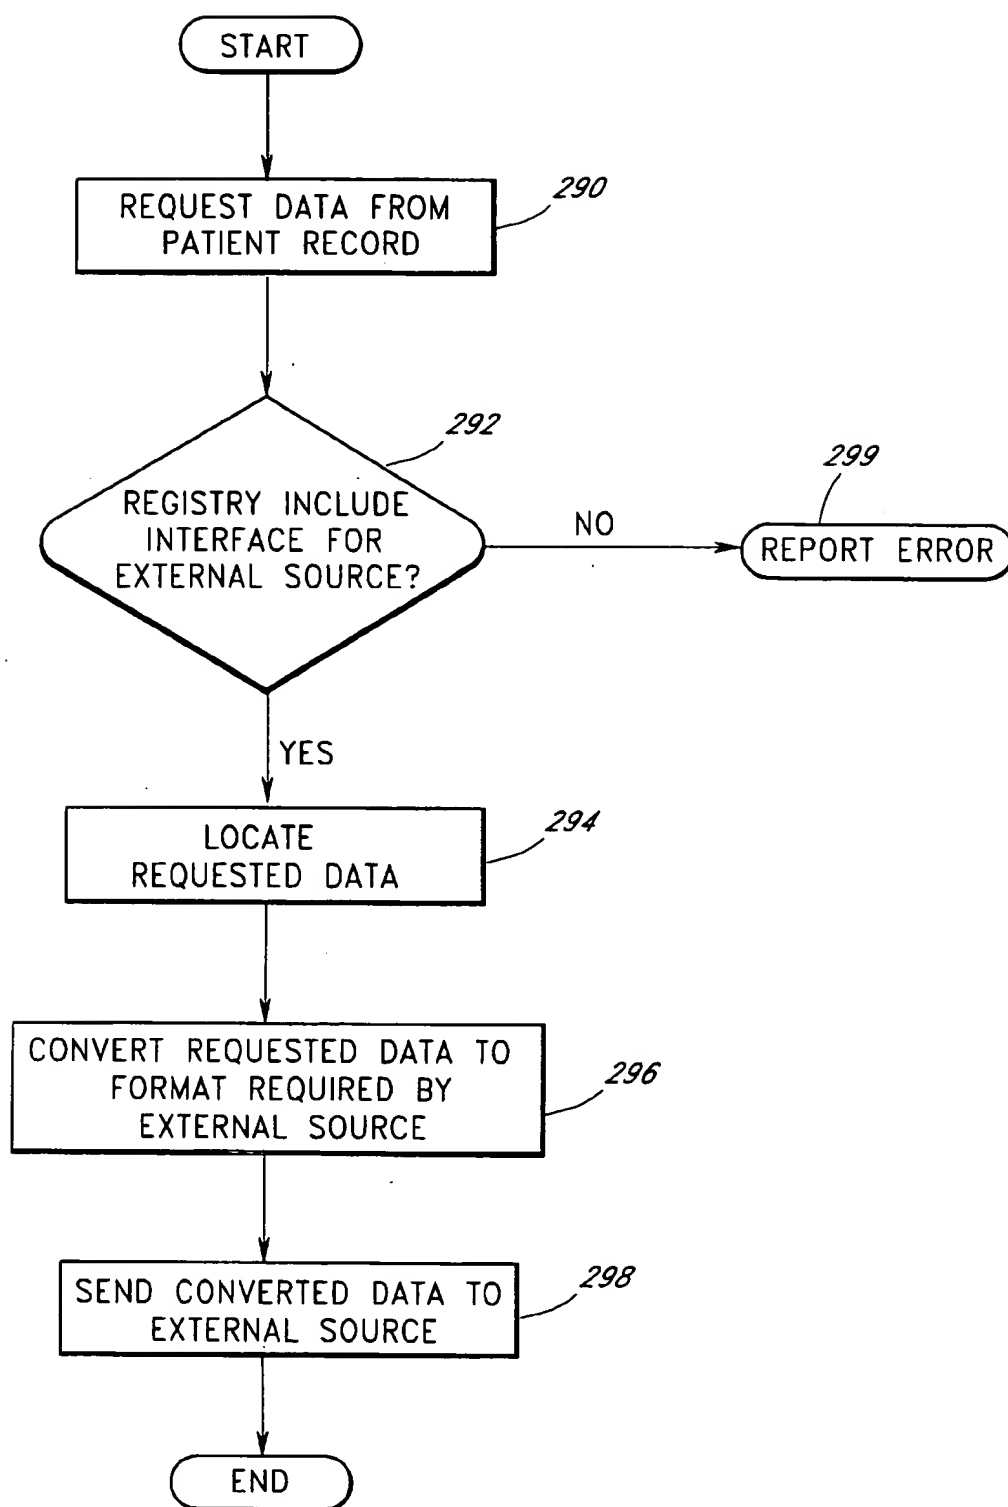 START
REQUEST DATA FROM
PATIENT RECORD
290
292
REGISTRY INCLUDE
INTERFACE FOR
EXTERNAL SOURCE?
NO
299
REPORT ERROR
YES
LOCATE
REQUESTED DATA
294
CONVERT REQUESTED DATA TO
FORMAT REQUIRED BY
EXTERNAL SOURCE
296
SEND CONVERTED DATA TO
EXTERNAL SOURCE
298
END